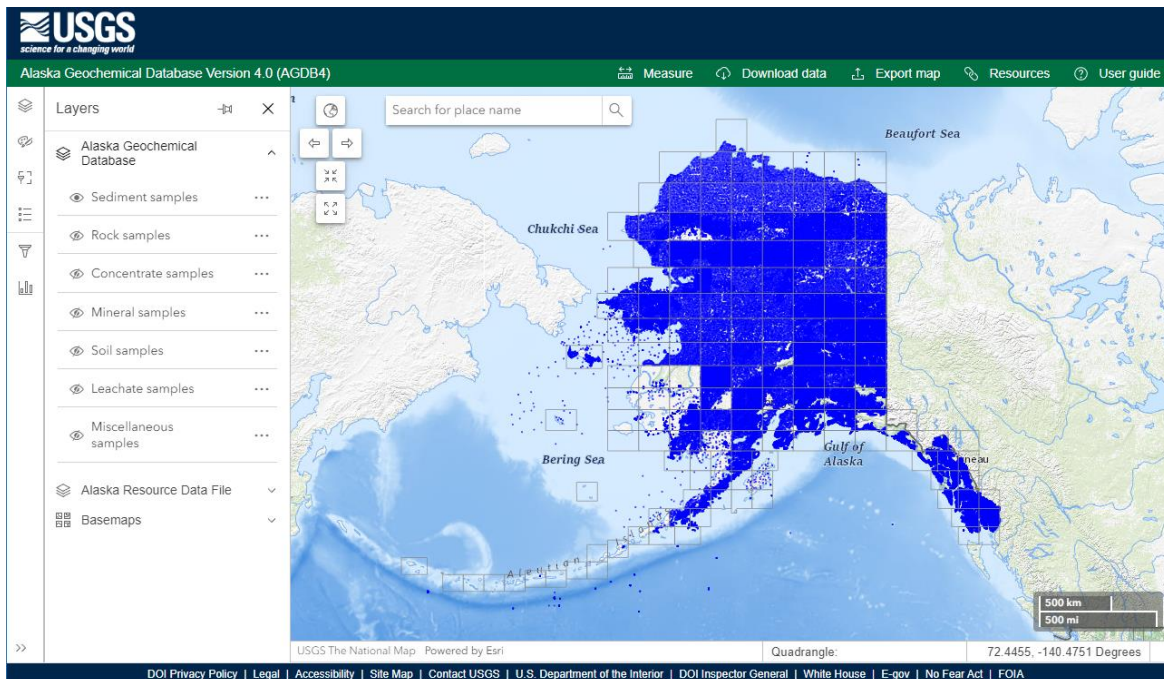 USGS
science for a changing world
Alaska Geochemical Database Version 4.0 (AGDB4)
Measure
Download data
Export map
Resources
User guide
Layers
Alaska Geochemical
Database
Sediment samples
Rock samples
Concentrate samples
Mineral samples
Soil samples
Leachate samples
Miscellaneous
samples
Alaska Resource Data File
Basemaps
Search for place name
Beaufort Sea
Chukchi Sea
Bering Sea
Gulf of
Alaska
neau
Aleutian Islan
500 km
500 mi
USGS The National Map Powered by Esri
Quadrangle:
72.4455, -140.4751 Degrees
DOI Privacy Policy | Legal | Accessibility | Site Map | Contact USGS | U.S. Department of the Interior | DOI Inspector General | White House | E-gov | No Fear Act | FOIA